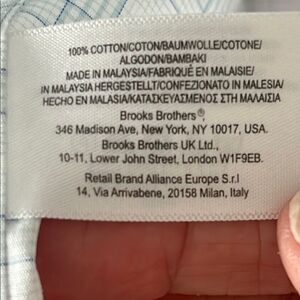 100% COTTON/COTON/BAUMWOLLE/COTONE/
ALGODON/BAMBAKI
MADE IN MALAYSIA/FABRIQUÉ EN MALAISIE/
IN MALAYSIA HERGESTELLT/CONFEZIONATO IN MALESIA/
HECHO EN MALASIA/ΚΑΤΑΣΚΕΥΑΣΜΕΝΟΣ ΣΤΗ ΜΑΛΑΙΣΙΑ
Brooks Brothers®,
346 Madison Ave, New York, NY 10017, USA.
Brooks Brothers UK Ltd.,
10-11, Lower John Street, London W1F9EB.
Retail Brand Alliance Europe S.r.l
14, Via Arrivabene, 20158 Milan, Italy